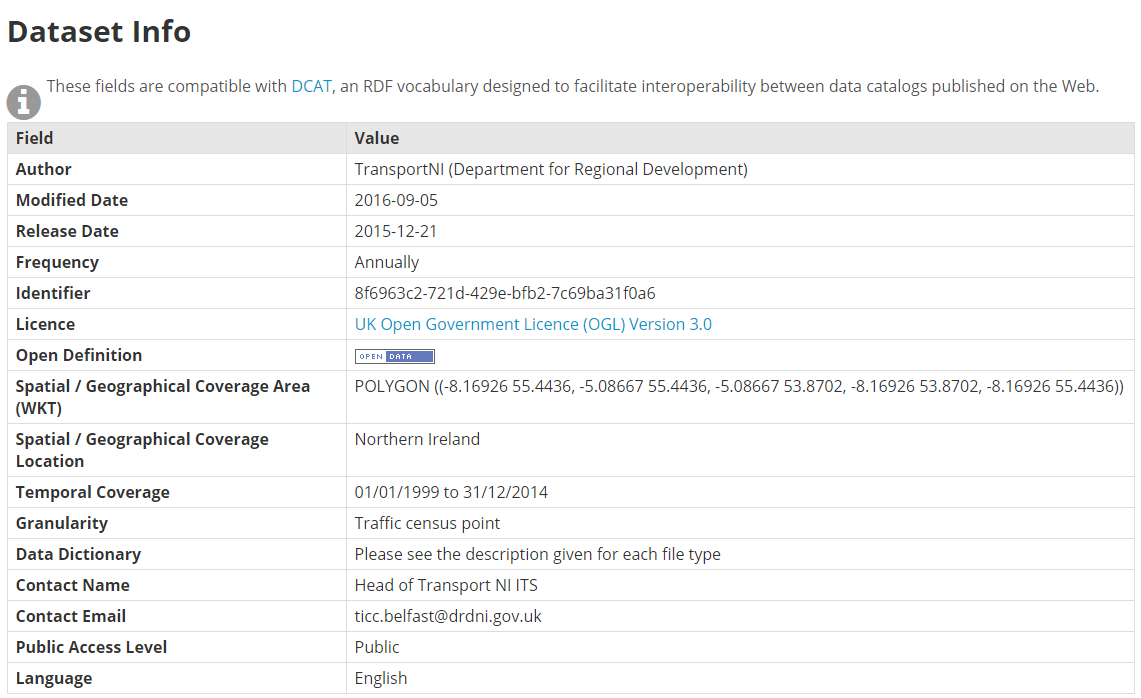 Dataset Info
These fields are compatible with DCAT, an RDF vocabulary designed to facilitate interoperability between data catalogs published on the Web.
Field Value
Author TransportNI (Department for Regional Development)
Modified Date 2016-09-05
Release Date 2015-12-21
Frequency Annually
Identifier 8f6963c2-721d-429e-bfb2-7c69ba31f0a6
Licence UK Open Government Licence (OGL) Version 3.0
Open Definition OPEN DATA
Spatial / Geographical Coverage Area POLYGON ((-8.16926 55.4436, -5.08667 55.4436, -5.08667 53.8702, -8.16926 53.8702, -8.16926 55.4436))
(WKT)
Spatial / Geographical Coverage Northern Ireland
Location
Temporal Coverage 01/01/1999 to 31/12/2014
Granularity Traffic census point
Data Dictionary Please see the description given for each file type
Contact Name Head of Transport NI ITS
Contact Email ticc.belfast@drdni.gov.uk
Public Access Level Public
Language English